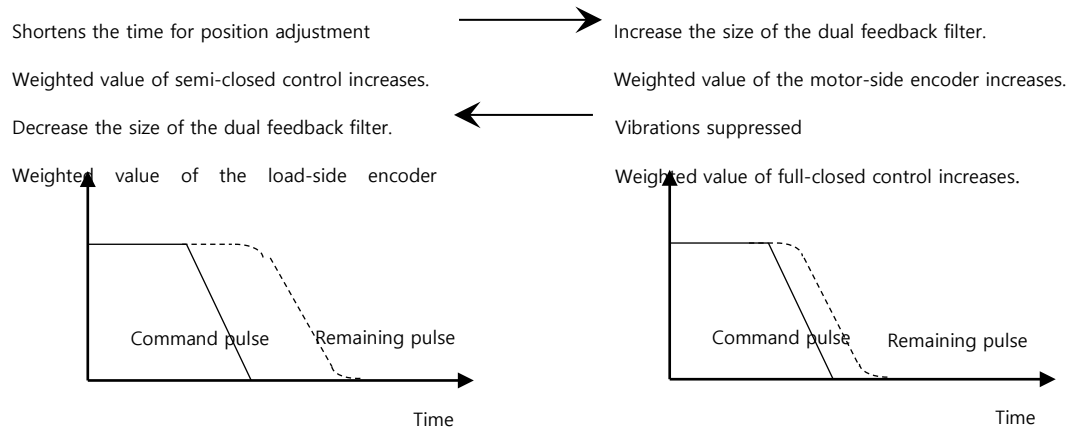 Shortens the time for position adjustment
Weighted value of semi-closed control increases.
Decrease the size of the dual feedback filter.
Weighted value of the load-side encoder
Increase the size of the dual feedback filter.
Weighted value of the motor-side encoder increases.
Vibrations suppressed
Weighted value of full-closed control increases.
Command pulse
Remaining pulse
Time
Command pulse
Remaining pulse
Time